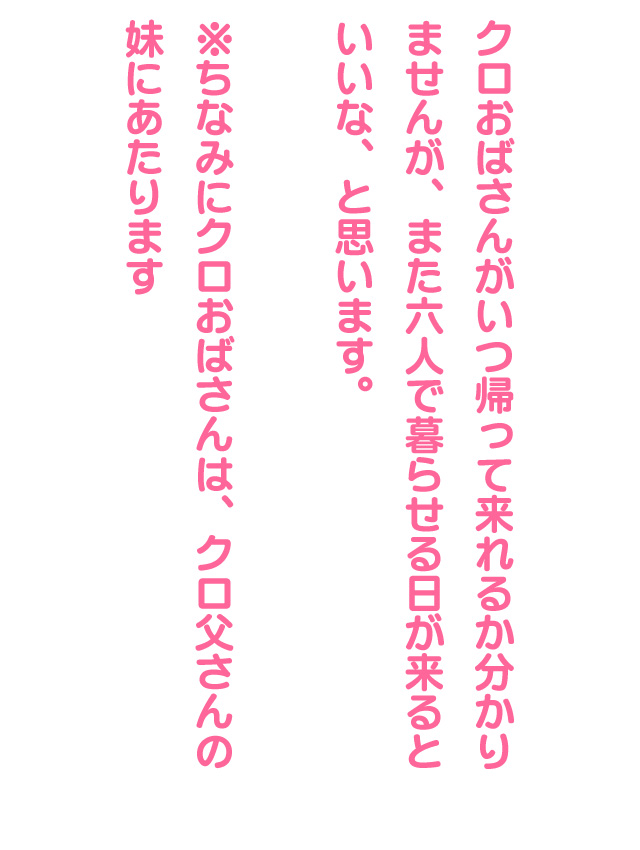 クロおばさんがいつ帰って来れるか分かり
ませんが、また六人で暮らせる日が来ると
いいな、と思います。
※ちなみにクロおばさんは、クロ父さんの
妹にあたります